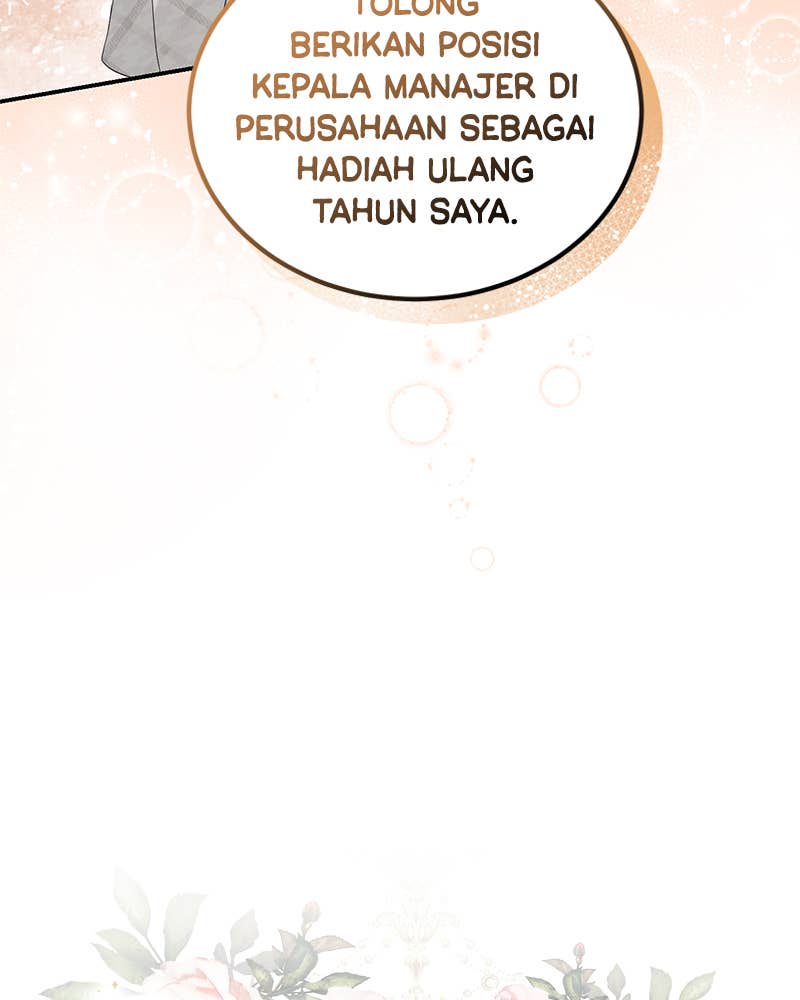 TOLONG
BERIKAN POSISI
KEPALA MANAJER DI
PERUSAHAAN SEBAGAI
HADIAH ULANG
TAHUN SAYA.